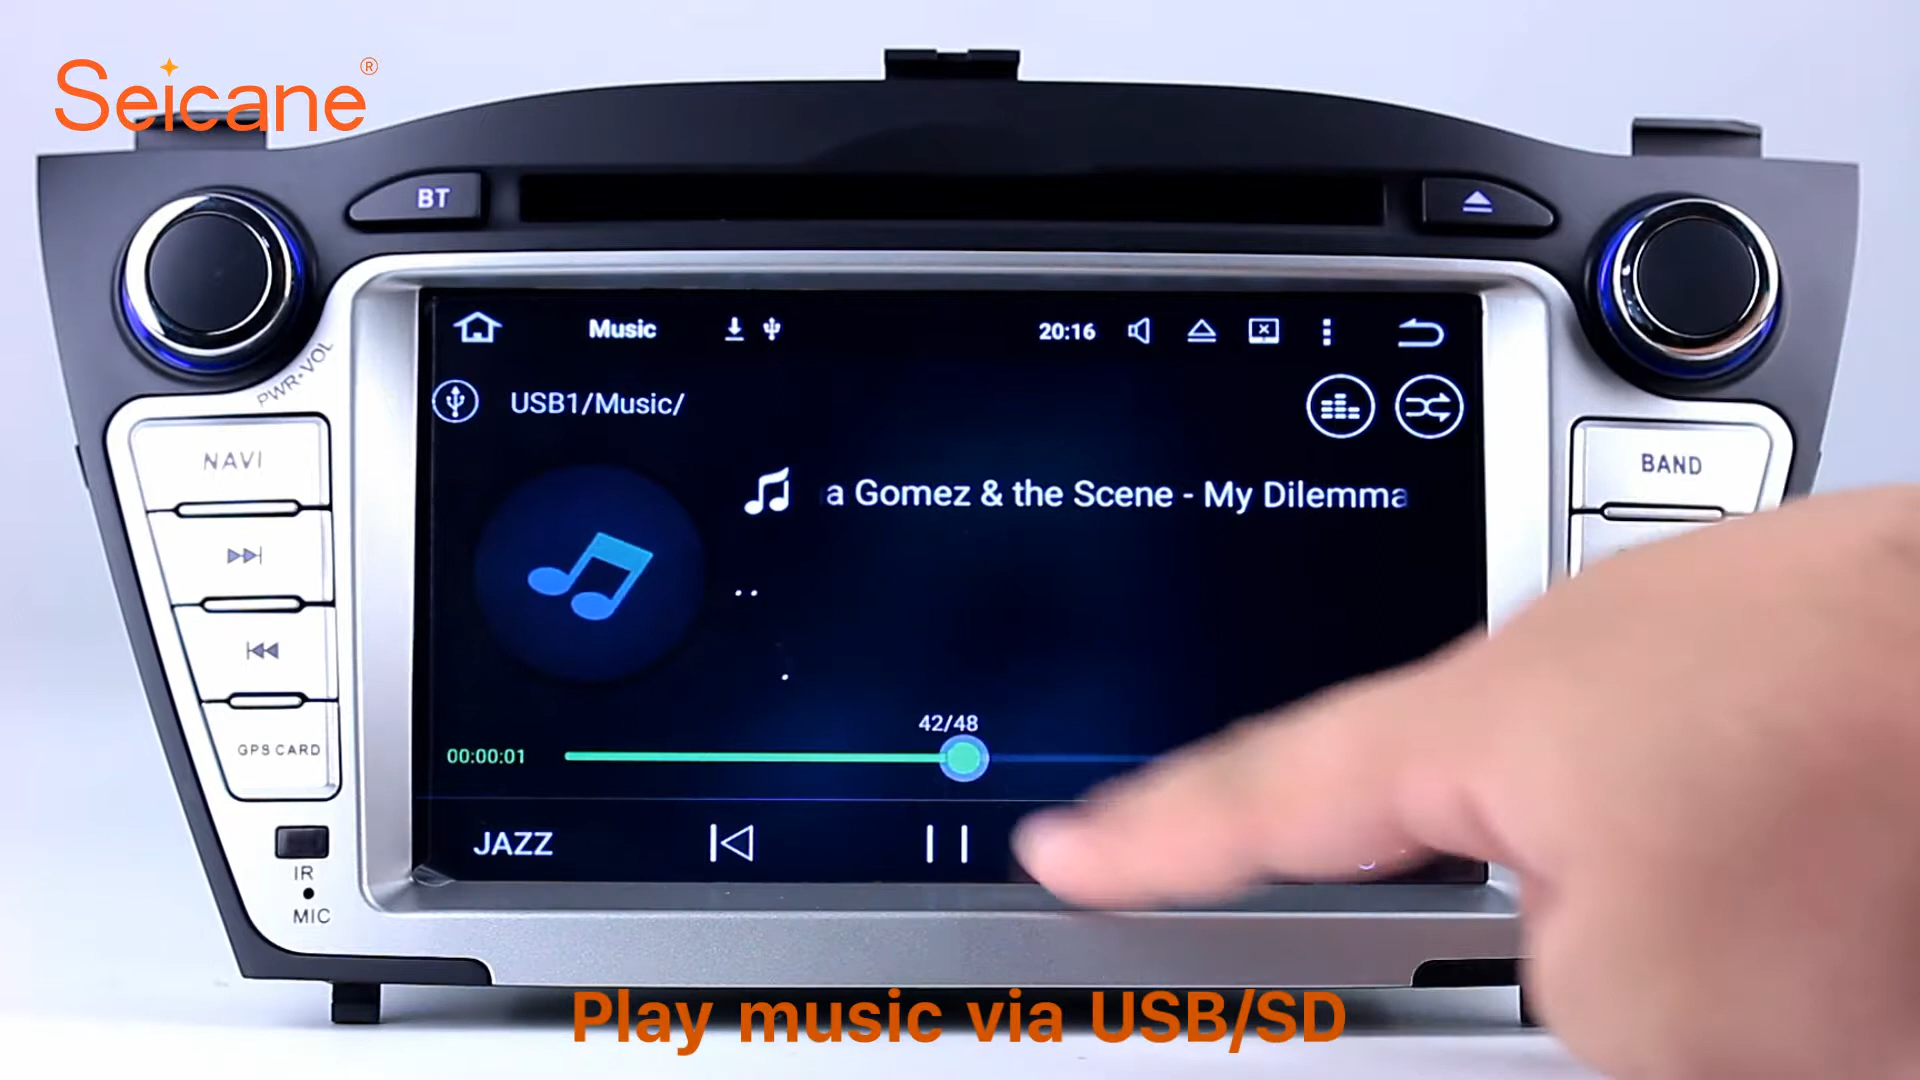 Seicane®
BT
PWR•VOL
NAVI
GPS CARD
IR
MIC
BAND
Music
20:16
USB1/Music/
a Gomez & the Scene - My Dilemma
..
.
42/48
00:00:01
JAZZ
Play music via USB/SD